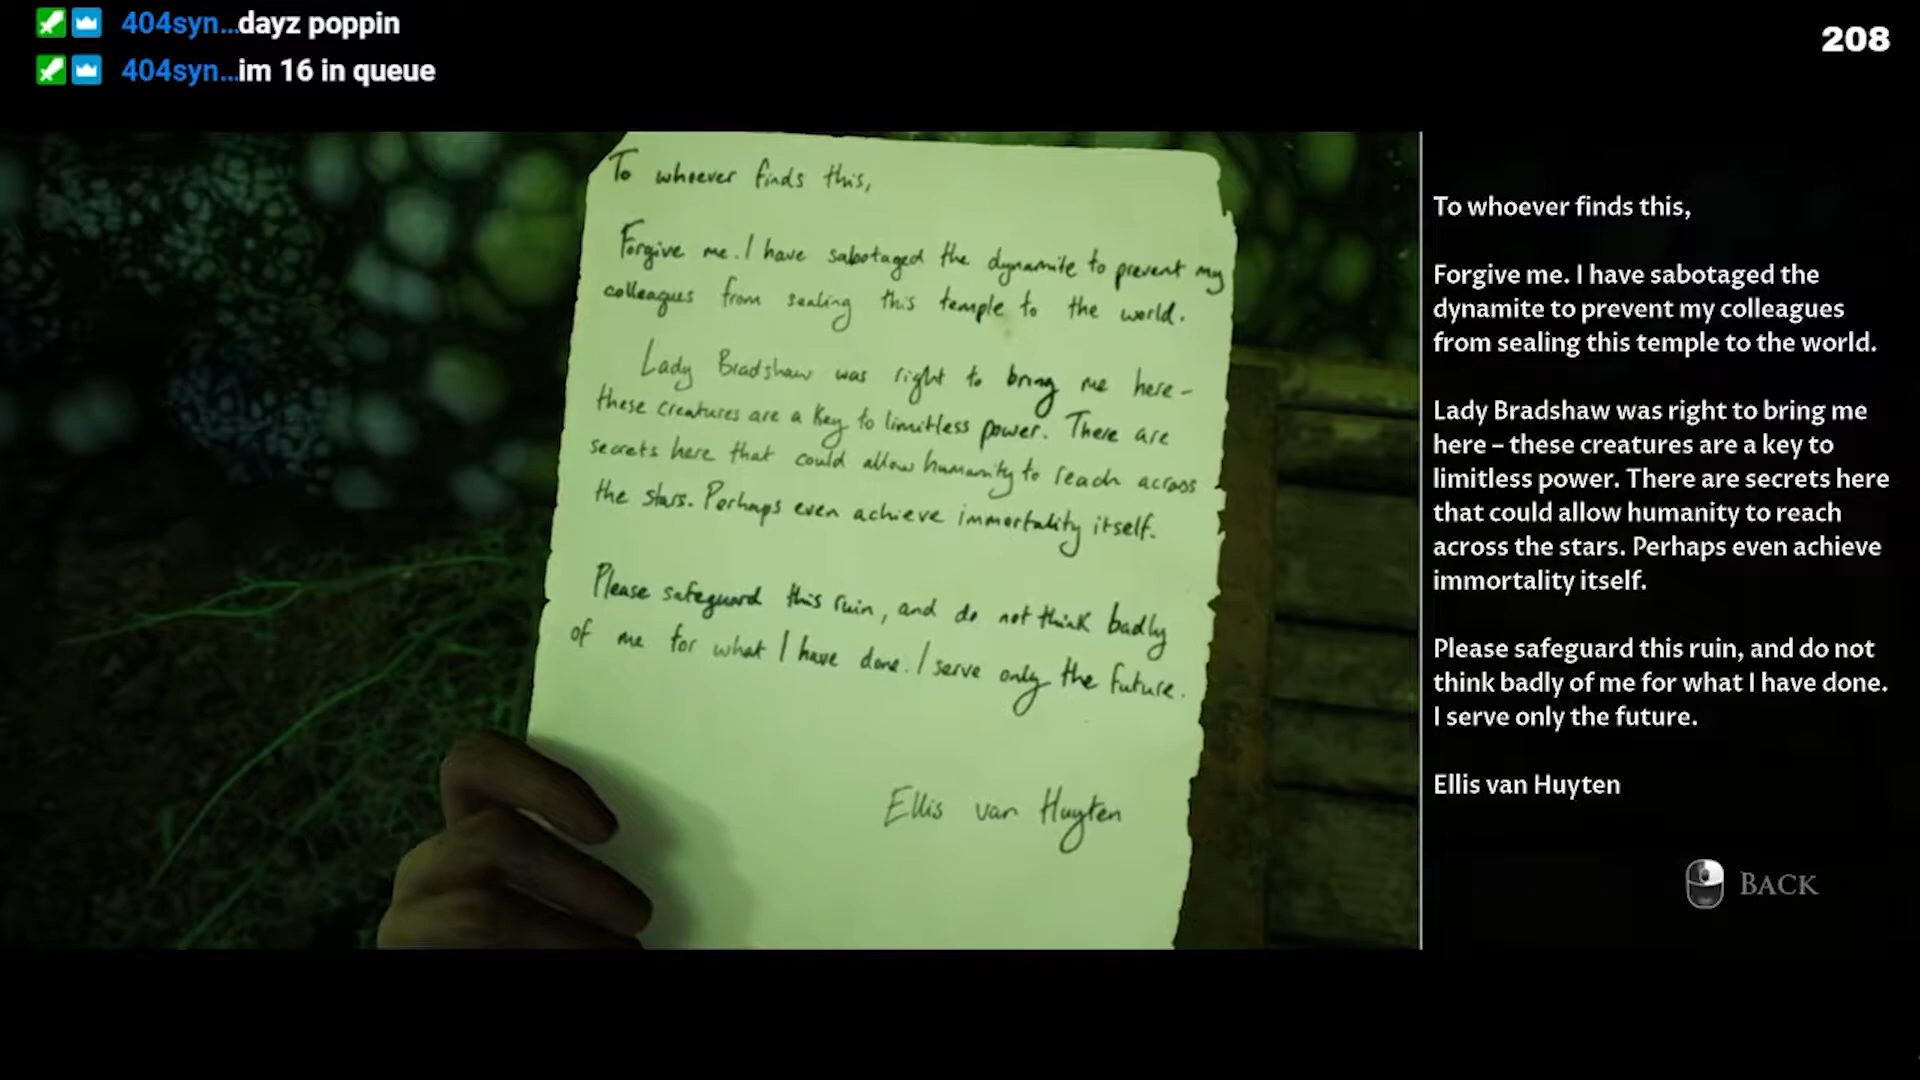 404syn...dayz poppin
404syn...im 16 in queue
208
To whoever finds this,
Forgive me. I have sabotaged the dynamite to prevent my
colleagues from sealing this temple to the world.
Lady Bradshaw was right to bring me here -
these creatures are a key to limitless power. There are
secrets here that could allow humanity to reach across
the stars. Perhaps even achieve immortality itself.
Please safeguard this ruin, and do not think badly
of me for what I have done. I serve only the future.
Ellis van Huyten
To whoever finds this,
Forgive me. I have sabotaged the
dynamite to prevent my colleagues
from sealing this temple to the world.
Lady Bradshaw was right to bring me
here – these creatures are a key to
limitless power. There are secrets here
that could allow humanity to reach
across the stars. Perhaps even achieve
immortality itself.
Please safeguard this ruin, and do not
think badly of me for what I have done.
I serve only the future.
Ellis van Huyten
BACK